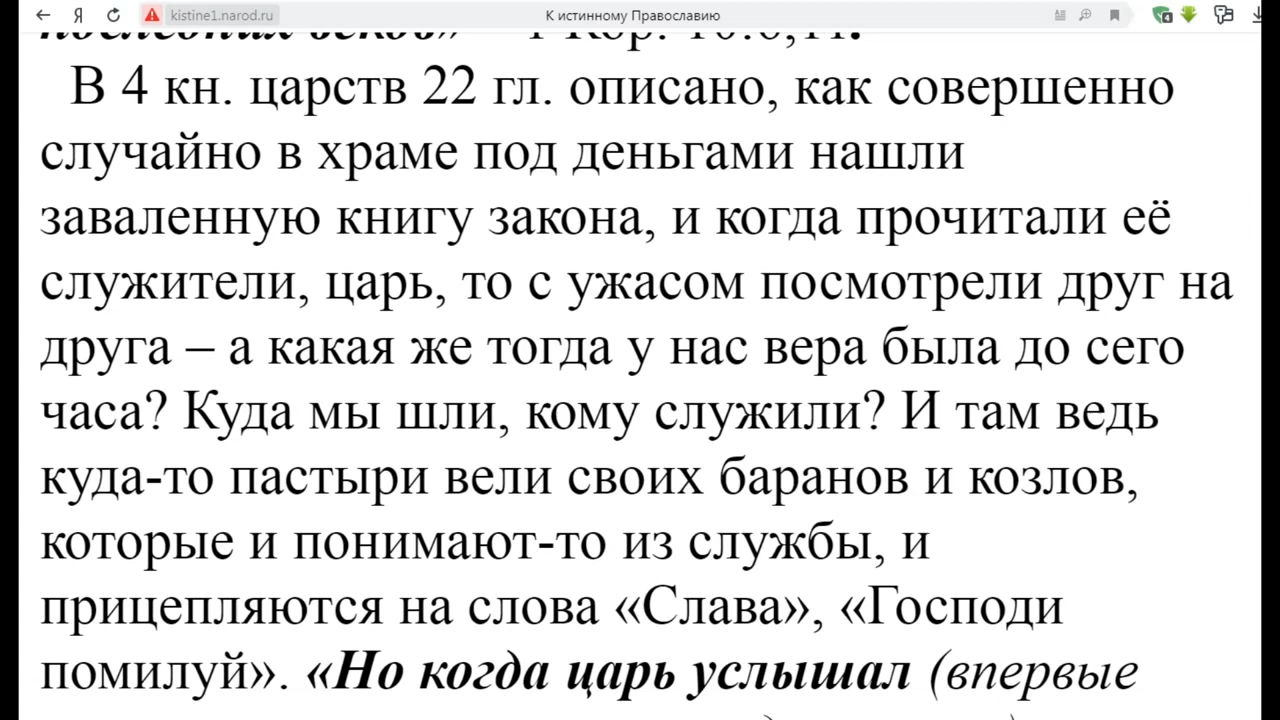 kistine1.narod.ru
К истинному Православию
В 4 кн. царств 22 гл. описано, как совершенно
случайно в храме под деньгами нашли
заваленную книгу закона, и когда прочитали её
служители, царь, то с ужасом посмотрели друг на
друга – а какая же тогда у нас вера была до сего
часа? Куда мы шли, кому служили? И там ведь
куда-то пастыри вели своих баранов и козлов,
которые и понимают-то из службы, и
прицепляются на слова «Слава», «Господи
помилуй». «Но когда царь услышал (впервые